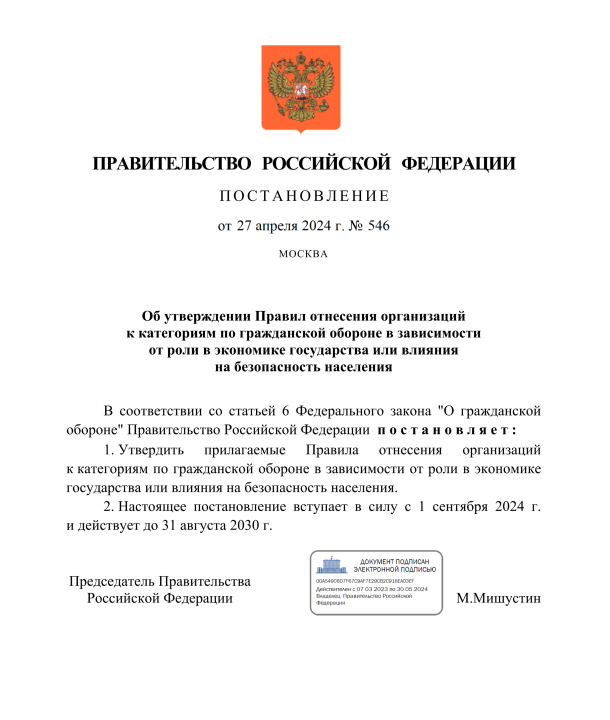 ПРАВИТЕЛЬСТВО РОССИЙСКОЙ ФЕДЕРАЦИИ
ПОСТАНОВЛЕНИЕ
от 27 апреля 2024 г. № 546
МОСКВА
Об утверждении Правил отнесения организаций
к категориям по гражданской обороне в зависимости
от роли в экономике государства или влияния
на безопасность населения
В соответствии со статьей 6 Федерального закона "О гражданской
обороне" Правительство Российской Федерации п о с т а н о в л я е т :
1. Утвердить прилагаемые Правила отнесения организаций
к категориям по гражданской обороне в зависимости от роли в экономике
государства или влияния на безопасность населения.
2. Настоящее постановление вступает в силу с 1 сентября 2024 г.
и действует до 31 августа 2030 г.
ДОКУМЕНТ ПОДПИСАН
ЭЛЕКТРОННОЙ ПОДПИСЬЮ
Действителен с 07.03.2023 по 30.05.2024
Владелец: Правительство Российской
Федерации
Председатель Правительства
Российской Федерации
М.Мишустин